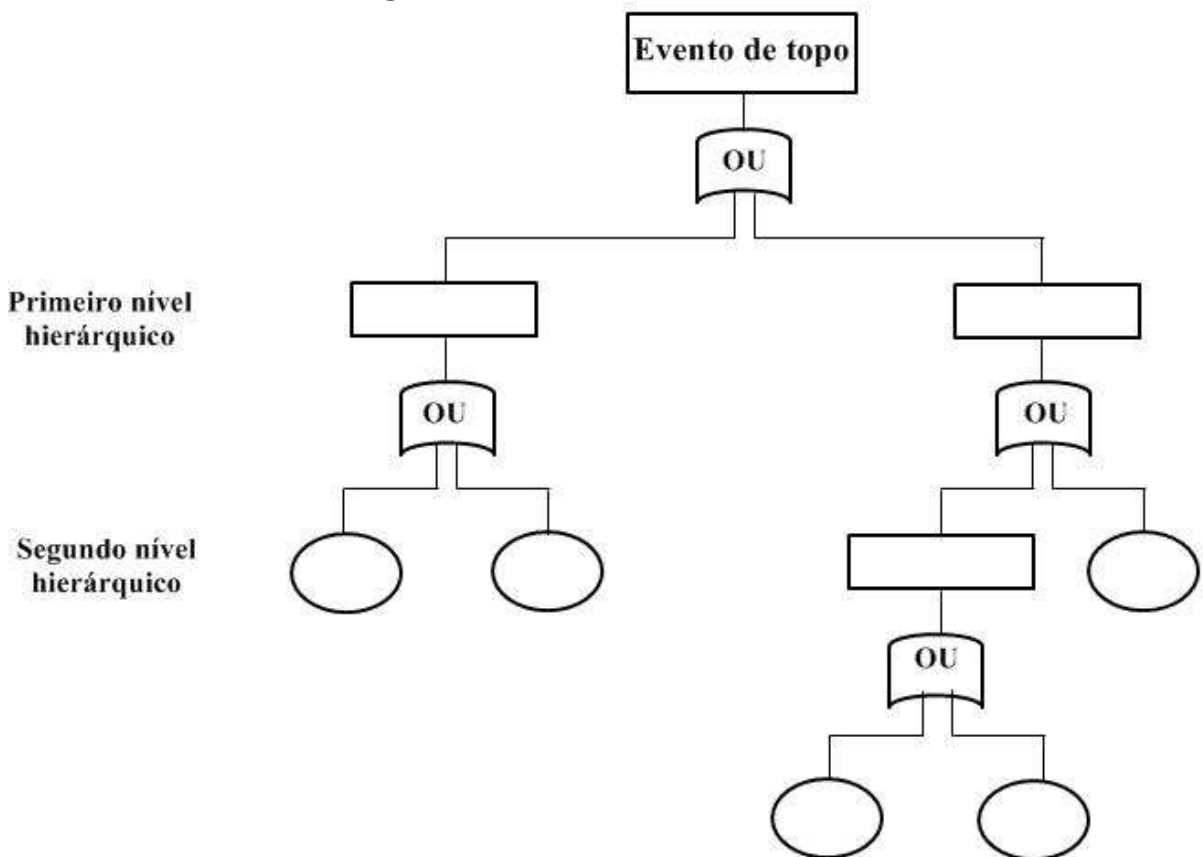 Evento de topo
OU
Primeiro nível
hierárquico
OU
OU
Segundo nível
hierárquico
OU